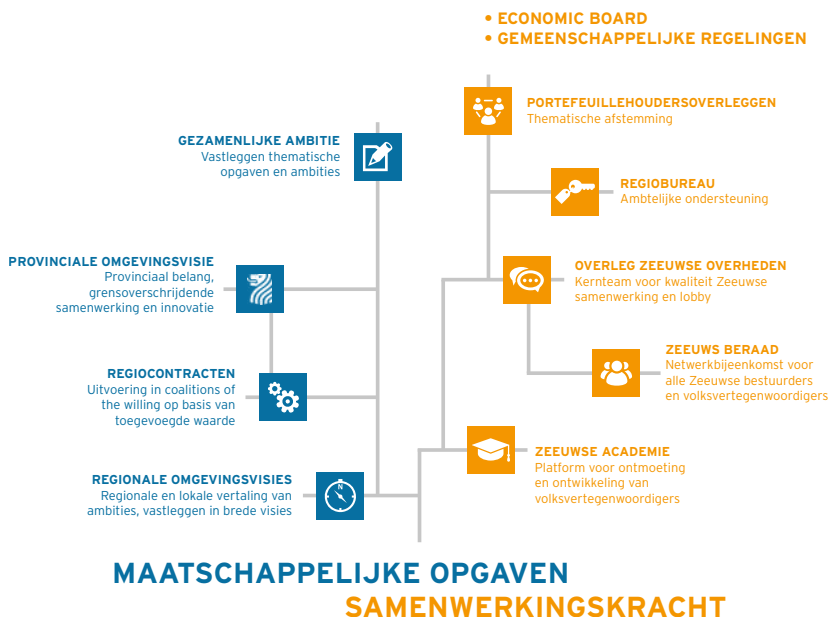 • ECONOMIC BOARD
• GEMEENSCHAPPELIJKE REGELINGEN
PORTEFEUILLEHOUDERSOVERLEGGEN
Thematische afstemming
GEZAMENLIJKE AMBITIE
Vastleggen thematische
opgaven en ambities
REGIOBUREAU
Ambtelijke ondersteuning
PROVINCIALE OMGEVINGSVISIE
Provinciaal belang,
grensoverschrijdende
samenwerking en innovatie
OVERLEG ZEEUWSE OVERHEDEN
Kernteam voor kwaliteit Zeeuwse
samenwerking en lobby
ZEEUWS BERAAD
Netwerkbijeenkomst voor
alle Zeeuwse bestuurders
en volksvertegenwoordigers
REGIOCONTRACTEN
Uitvoering in coalitions of
the willing op basis van
toegevoegde waarde
ZEEUWSE ACADEMIE
Platform voor ontmoeting
en ontwikkeling van
volksvertegenwoordigers
REGIONALE OMGEVINGSVISIES
Regionale en lokale vertaling van
ambities, vastleggen in brede visies
N
MAATSCHAPPELIJKE OPGAVEN
SAMENWERKINGSKRACHT